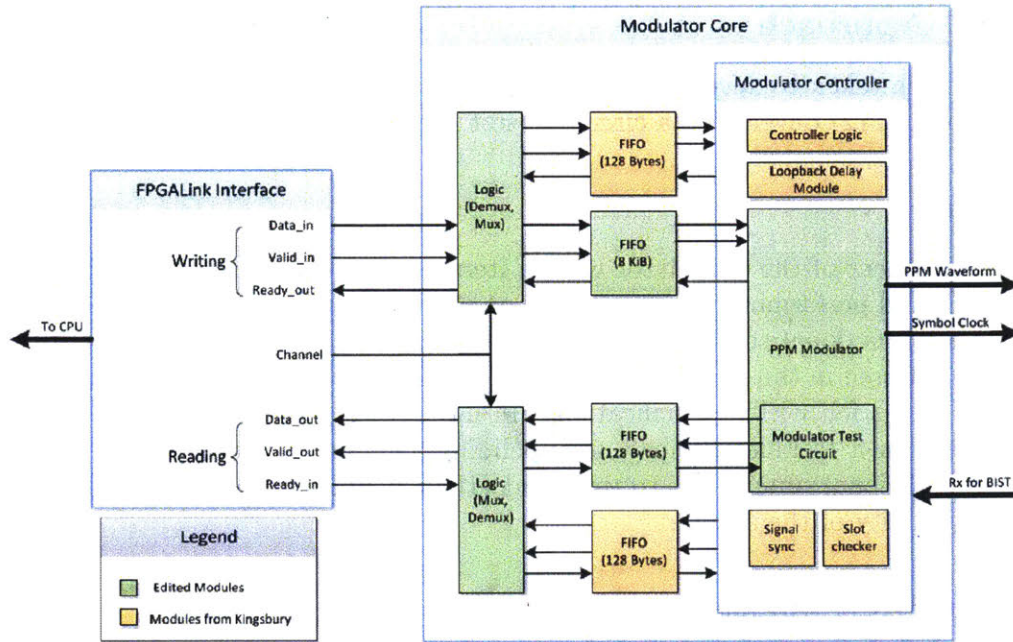 Modulator Core
Modulator Controller
Controller Logic
Loopback Delay
Module
FIFO
(128 Bytes)
Logic
(Demux,
Mux)
FIFO
(8 KiB)
FPGALink Interface
Data_in
Writing
Valid_in
Ready_out
To CPU
Channel
PPM Waveform
Symbol Clock
PPM Modulator
Data_out
Reading
Valid_out
Ready_in
Logic
(Mux,
Demux)
FIFO
(128 Bytes)
Modulator Test
Circuit
Rx for BIST
FIFO
(128 Bytes)
Signal
sync
Slot
checker
Legend
Edited Modules
Modules from Kingsbury